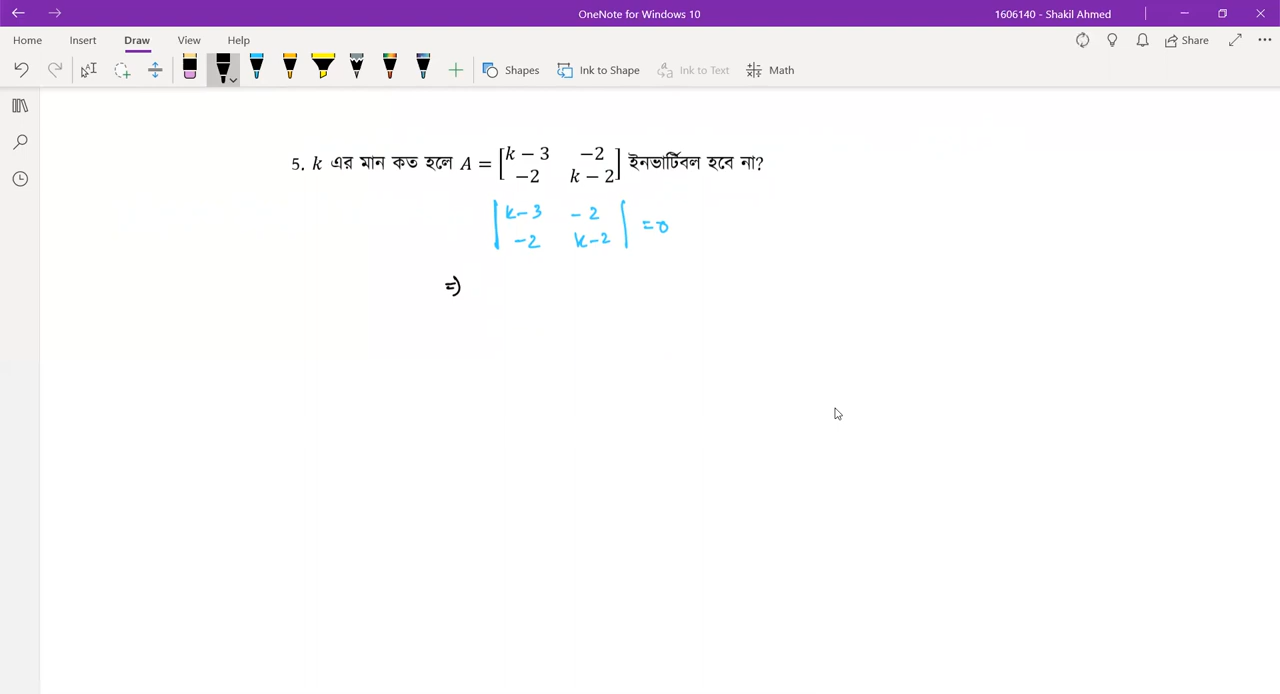 OneNote for Windows 10
1606140 - Shakil Ahmed
Home Insert Draw View Help
Share
Shapes Ink to Shape Ink to Text Math
5. k এর মান কত হলে A = [k − 3 −2
−2 k − 2] ইনভার্টিবল হবে না?
| k-3 -2 |
| -2 k-2 | = 0
=>